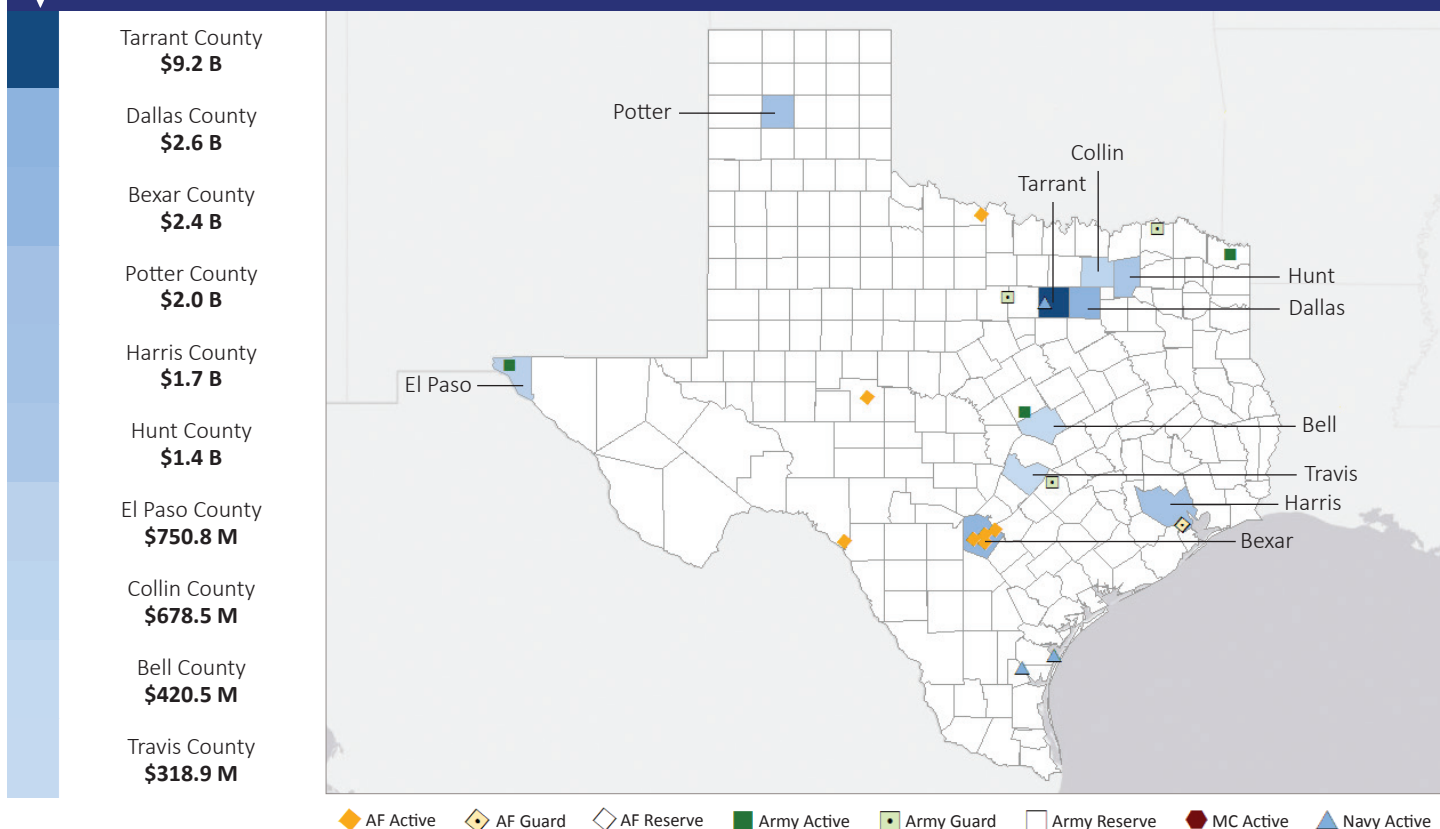 Tarrant County
$9.2 B
Dallas County
$2.6 B
Bexar County
$2.4 B
Potter County
$2.0 B
Harris County
$1.7 B
Hunt County
$1.4 B
El Paso County
$750.8 M
Collin County
$678.5 M
Bell County
$420.5 M
Travis County
$318.9 M
Potter
Collin
Tarrant
Hunt
Dallas
El Paso
Bell
Travis
Harris
Bexar
AF Active AF Guard AF Reserve Army Active Army Guard Army Reserve MC Active Navy Active